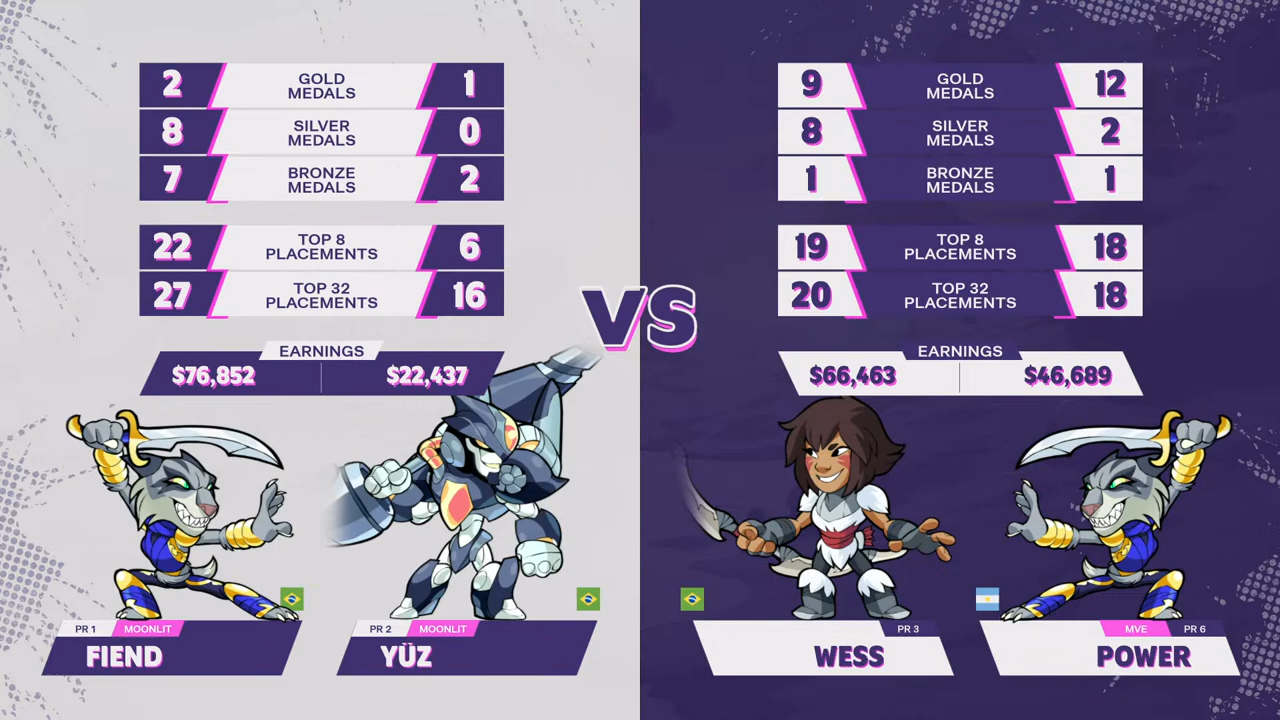 2 GOLD MEDALS 1
8 SILVER MEDALS 0
7 BRONZE MEDALS 2
22 TOP 8 PLACEMENTS 6
27 TOP 32 PLACEMENTS 16
EARNINGS
$76,852 $22,437
PR 1 MOONLIT
FIEND
PR 2 MOONLIT
YÜZ
VS
9 GOLD MEDALS 12
8 SILVER MEDALS 2
1 BRONZE MEDALS 1
19 TOP 8 PLACEMENTS 18
20 TOP 32 PLACEMENTS 18
EARNINGS
$66,463 $46,689
PR 3
WESS
MVE PR 6
POWER